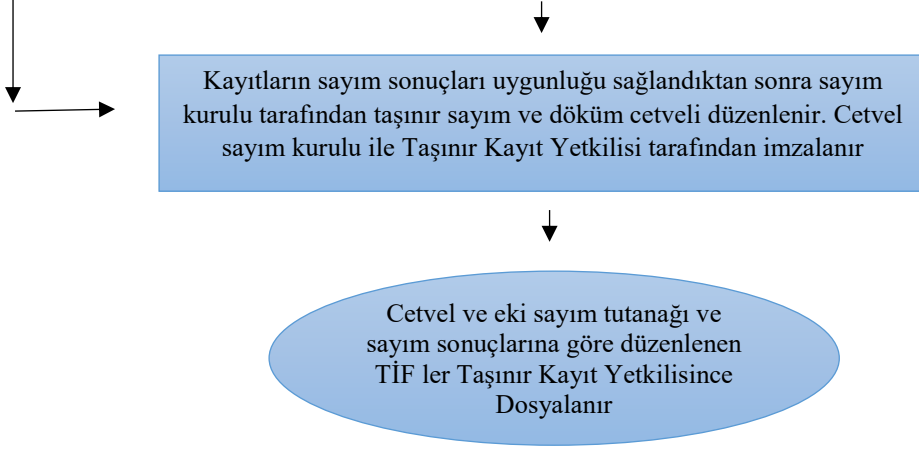 Kayıtların sayım sonuçları uygunluğu sağlandıktan sonra sayım
kurulu tarafından taşınır sayım ve döküm cetveli düzenlenir. Cetvel
sayım kurulu ile Taşınır Kayıt Yetkilisi tarafından imzalanır
Cetvel ve eki sayım tutanağı ve
sayım sonuçlarına göre düzenlenen
TİF ler Taşınır Kayıt Yetkilisince
Dosyalanır